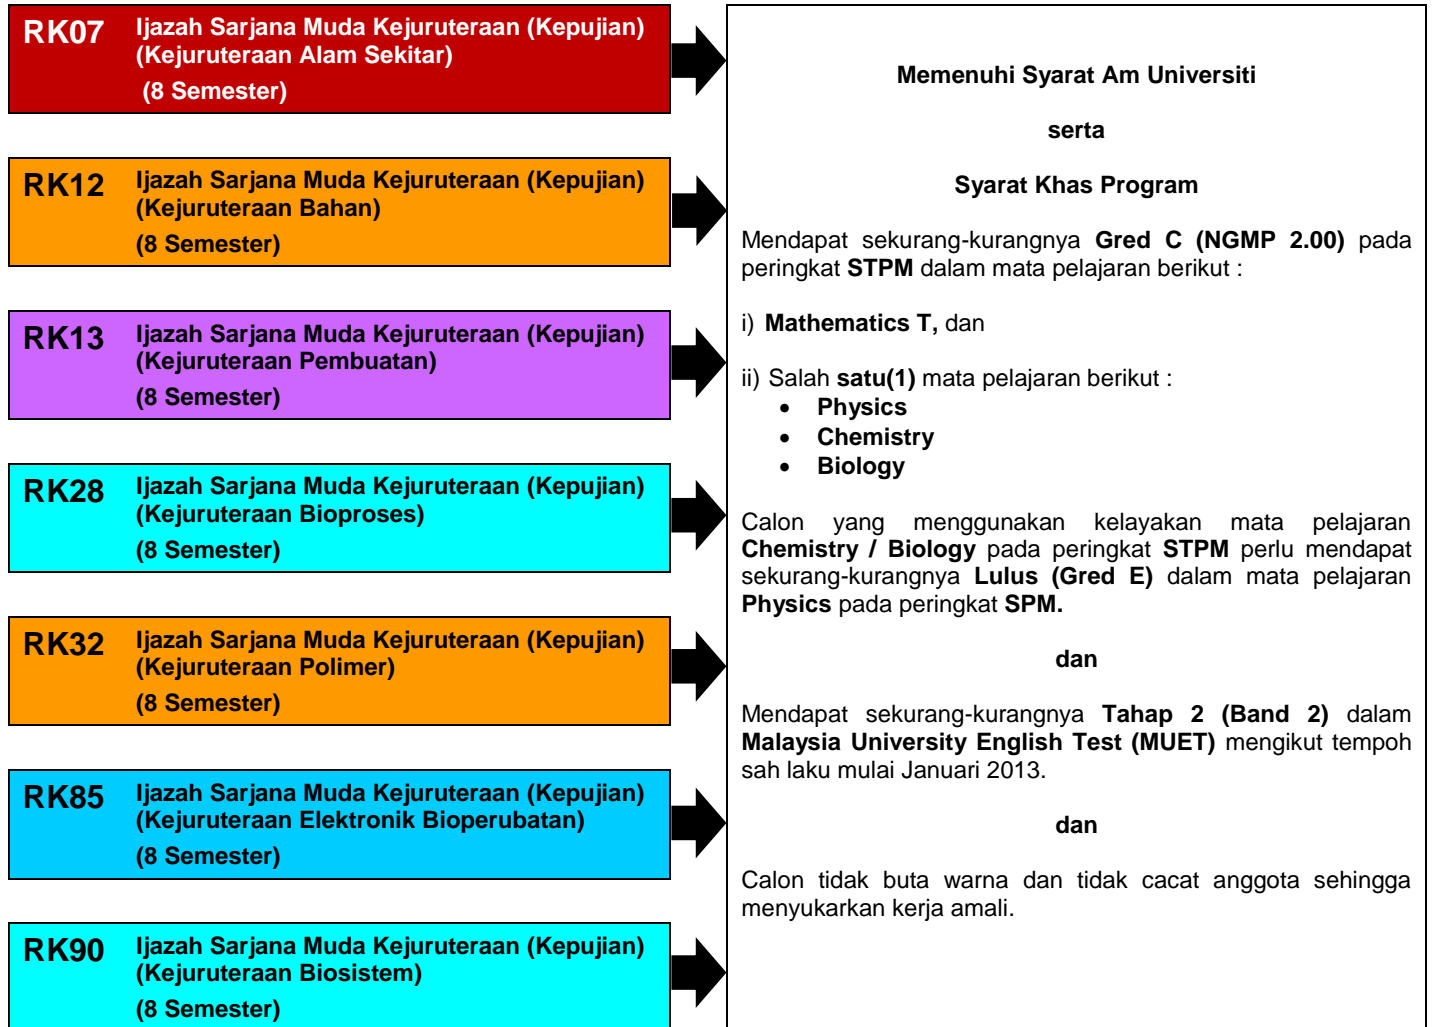 RK07 Ijazah Sarjana Muda Kejuruteraan (Kepujian)
(Kejuruteraan Alam Sekitar)
(8 Semester)
RK12 Ijazah Sarjana Muda Kejuruteraan (Kepujian)
(Kejuruteraan Bahan)
(8 Semester)
RK13 Ijazah Sarjana Muda Kejuruteraan (Kepujian)
(Kejuruteraan Pembuatan)
(8 Semester)
RK28 Ijazah Sarjana Muda Kejuruteraan (Kepujian)
(Kejuruteraan Bioproses)
(8 Semester)
RK32 Ijazah Sarjana Muda Kejuruteraan (Kepujian)
(Kejuruteraan Polimer)
(8 Semester)
RK85 Ijazah Sarjana Muda Kejuruteraan (Kepujian)
(Kejuruteraan Elektronik Bioperubatan)
(8 Semester)
RK90 Ijazah Sarjana Muda Kejuruteraan (Kepujian)
(Kejuruteraan Biosistem)
(8 Semester)
Memenuhi Syarat Am Universiti
serta
Syarat Khas Program
Mendapat sekurang-kurangnya Gred C (NGMP 2.00) pada
peringkat STPM dalam mata pelajaran berikut :
i) Mathematics T, dan
ii) Salah satu(1) mata pelajaran berikut :
• Physics
• Chemistry
• Biology
Calon yang menggunakan kelayakan mata pelajaran
Chemistry / Biology pada peringkat STPM perlu mendapat
sekurang-kurangnya Lulus (Gred E) dalam mata pelajaran
Physics pada peringkat SPM.
dan
Mendapat sekurang-kurangnya Tahap 2 (Band 2) dalam
Malaysia University English Test (MUET) mengikut tempoh
sah laku mulai Januari 2013.
dan
Calon tidak buta warna dan tidak cacat anggota sehingga
menyukarkan kerja amali.